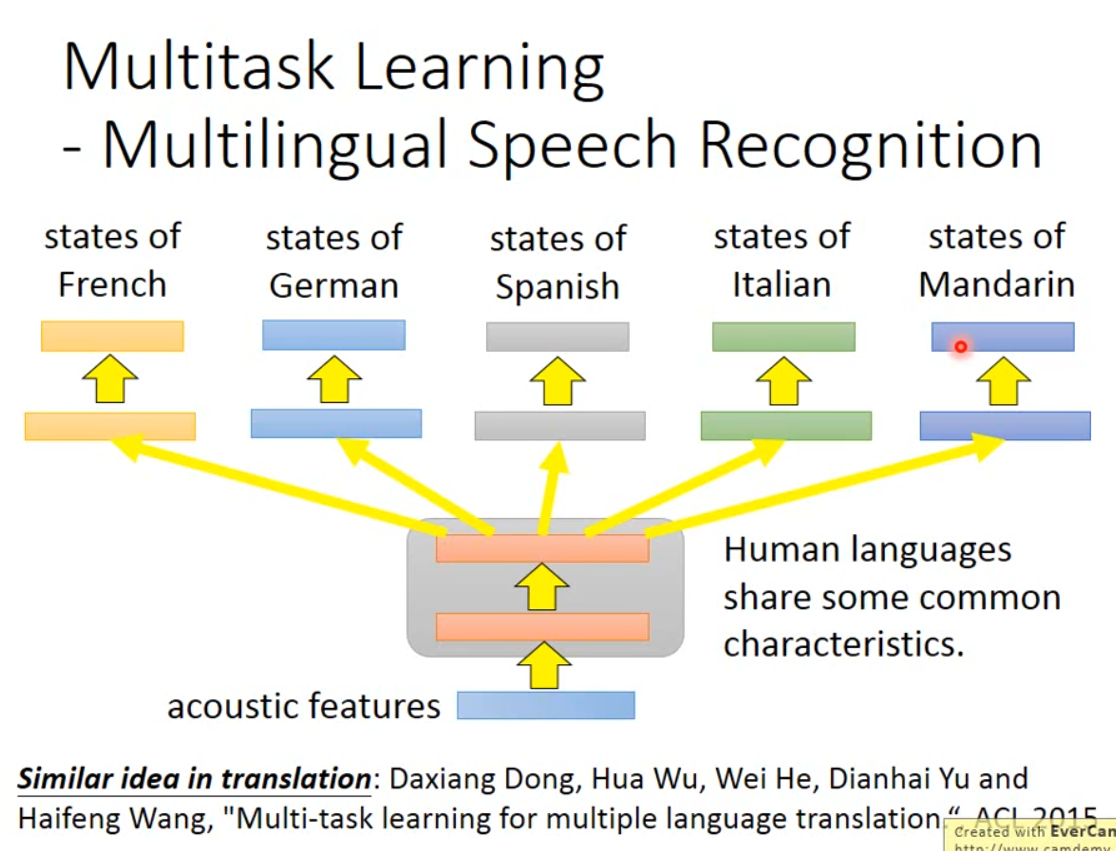 Multitask Learning
- Multilingual Speech Recognition
states of
French
states of
German
states of
Spanish
states of
Italian
states of
Mandarin
Human languages
share some common
characteristics.
acoustic features
Similar idea in translation: Daxiang Dong, Hua Wu, Wei He, Dianhai Yu and
Haifeng Wang, "Multi-task learning for multiple language translation.“ ACL 2015
Created with EverCam
http://www.camdemy